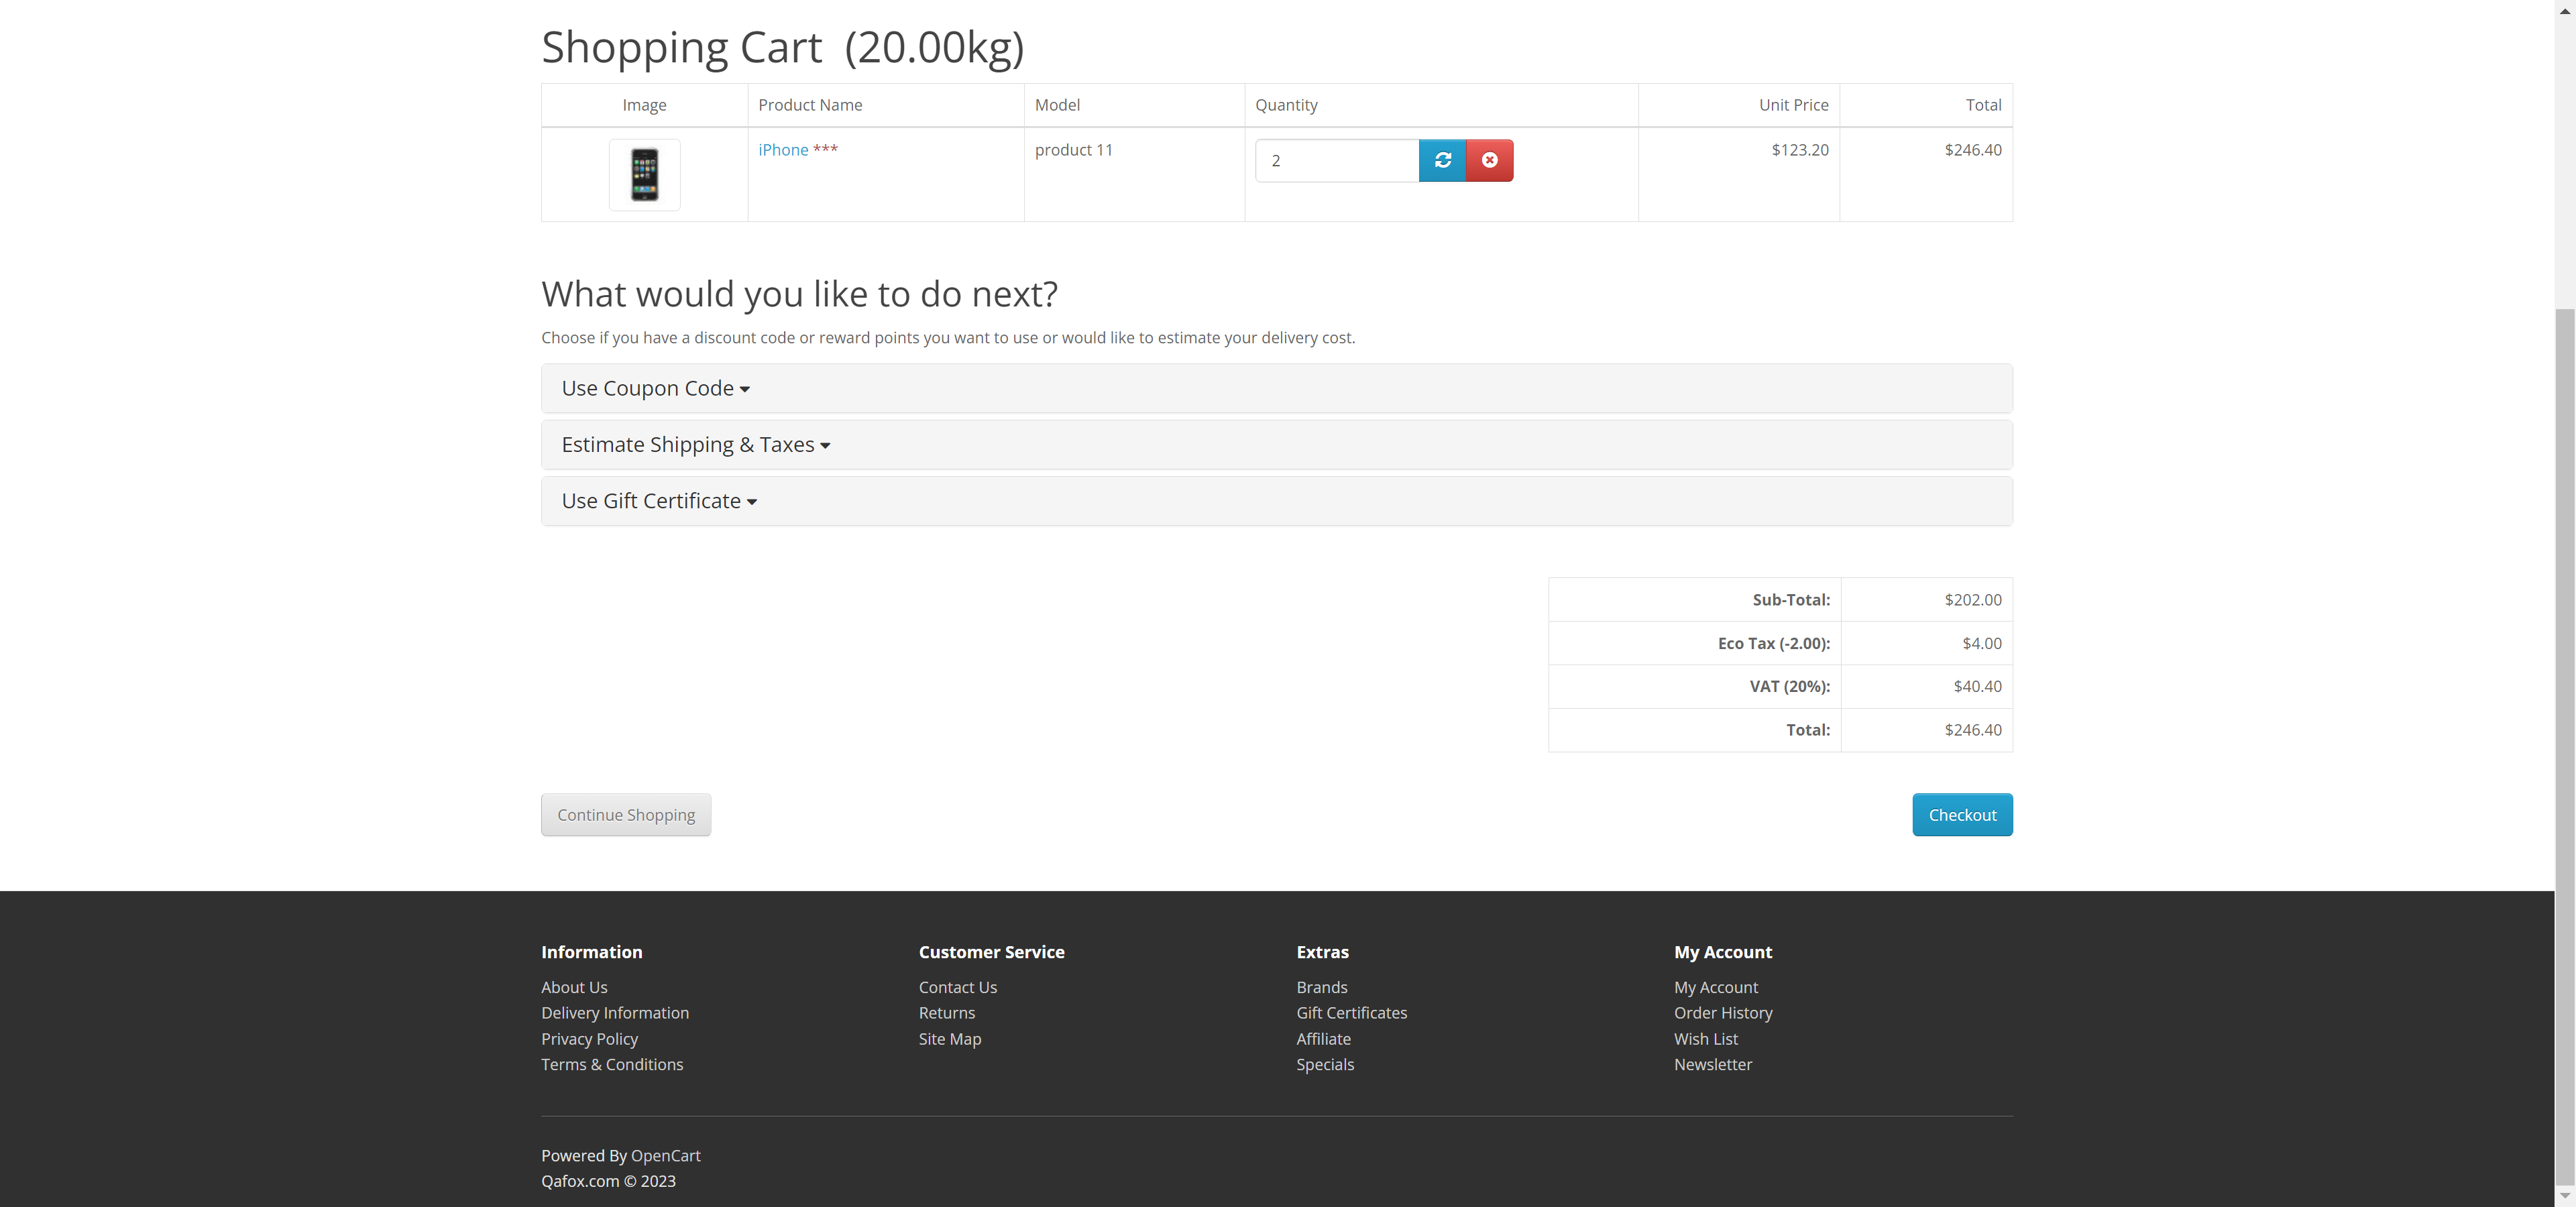 Shopping Cart  (20.00kg)
Image Product Name Model Quantity Unit Price Total
iPhone *** product 11 2 $123.20 $246.40
What would you like to do next?
Choose if you have a discount code or reward points you want to use or would like to estimate your delivery cost.
Use Coupon Code
Estimate Shipping & Taxes
Use Gift Certificate
Sub-Total: $202.00
Eco Tax (-2.00): $4.00
VAT (20%): $40.40
Total: $246.40
Continue Shopping Checkout
Information Customer Service Extras My Account
About Us Contact Us Brands My Account
Delivery Information Returns Gift Certificates Order History
Privacy Policy Site Map Affiliate Wish List
Terms & Conditions Specials Newsletter
Powered By OpenCart
Qafox.com © 2023